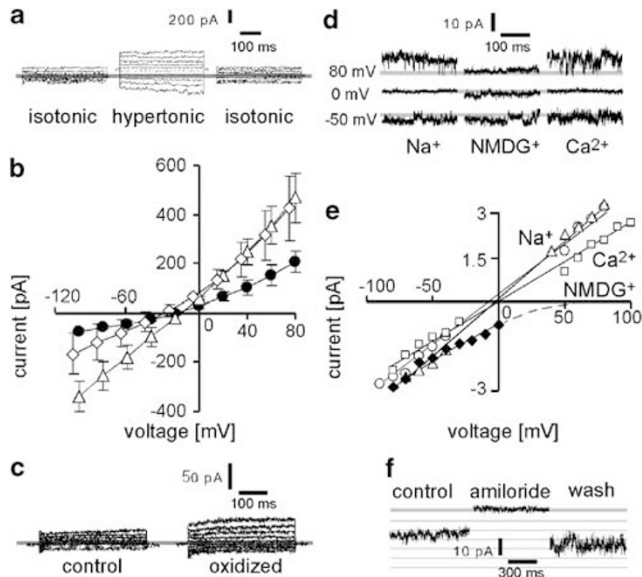 a
200 pA
100 ms
isotonic hypertonic isotonic
b
600
400
200
-200
-400
-120 -60 0 40 80
current [pA]
voltage [mV]
c
50 pA
100 ms
control oxidized
d
10 pA
100 ms
80 mV
0 mV
-50 mV
Na+ NMDG+ Ca2+
e
3
1.5
-3
-100 -50 0 50 100
Na+
Ca2+
NMDG+
current [pA]
voltage [mV]
f
control amiloride wash
10 pA
300 ms